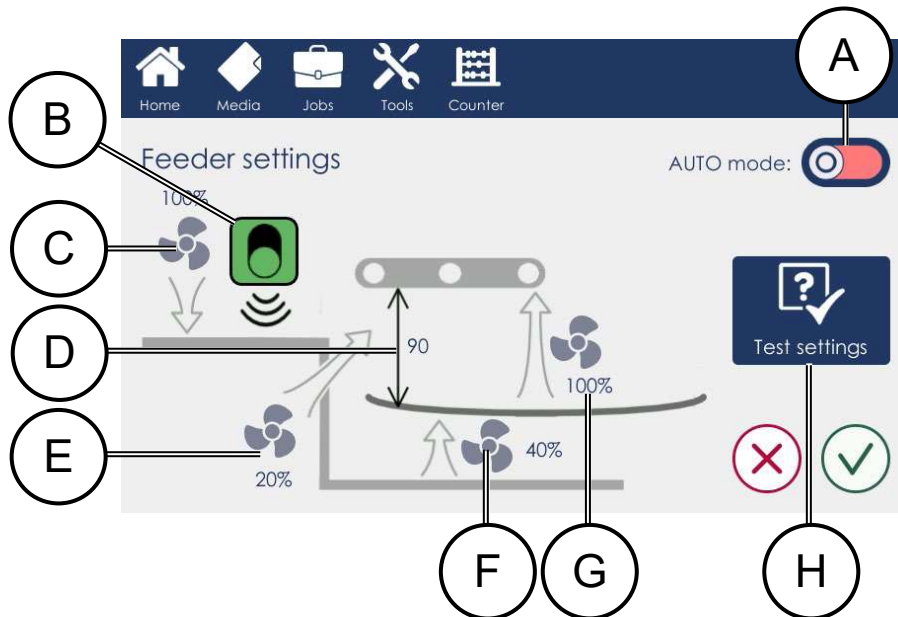 A
Home Media Jobs Tools Counter
B
Feeder settings
AUTO mode:
100%
C
D
90
Test settings
100%
E
20%
40%
F
G
H